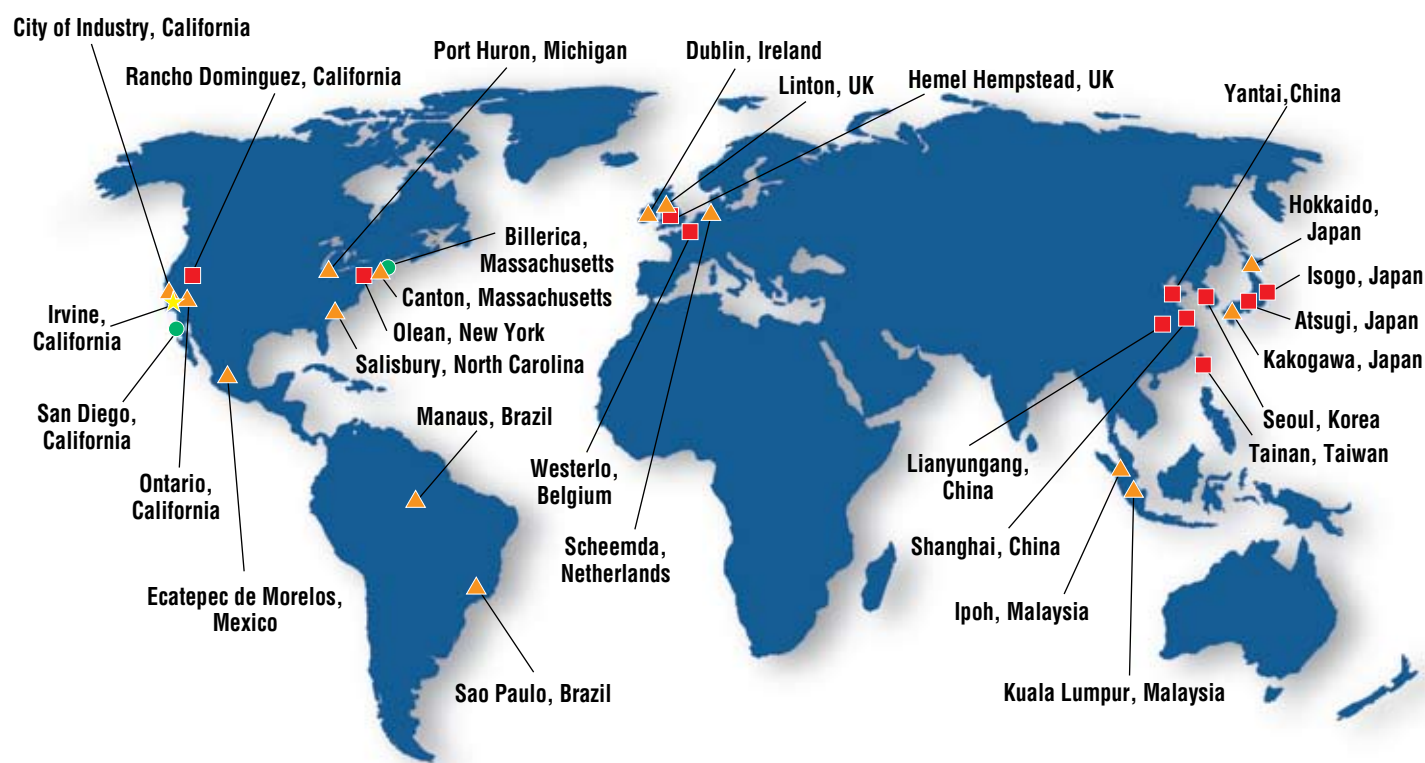 City of Industry, California
Port Huron, Michigan
Dublin, Ireland
Rancho Dominguez, California
Linton, UK
Hemel Hempstead, UK
Yantai,China
Hokkaido,
Japan
Billerica,
Massachusetts
Isogo, Japan
Canton, Massachusetts
Irvine,
California
Olean, New York
Atsugi, Japan
Salisbury, North Carolina
Kakogawa, Japan
San Diego,
California
Manaus, Brazil
Seoul, Korea
Tainan, Taiwan
Westerlo,
Belgium
Lianyungang,
China
Ontario,
California
Scheemda,
Netherlands
Shanghai, China
Ecatepec de Morelos,
Mexico
Ipoh, Malaysia
Sao Paulo, Brazil
Kuala Lumpur, Malaysia